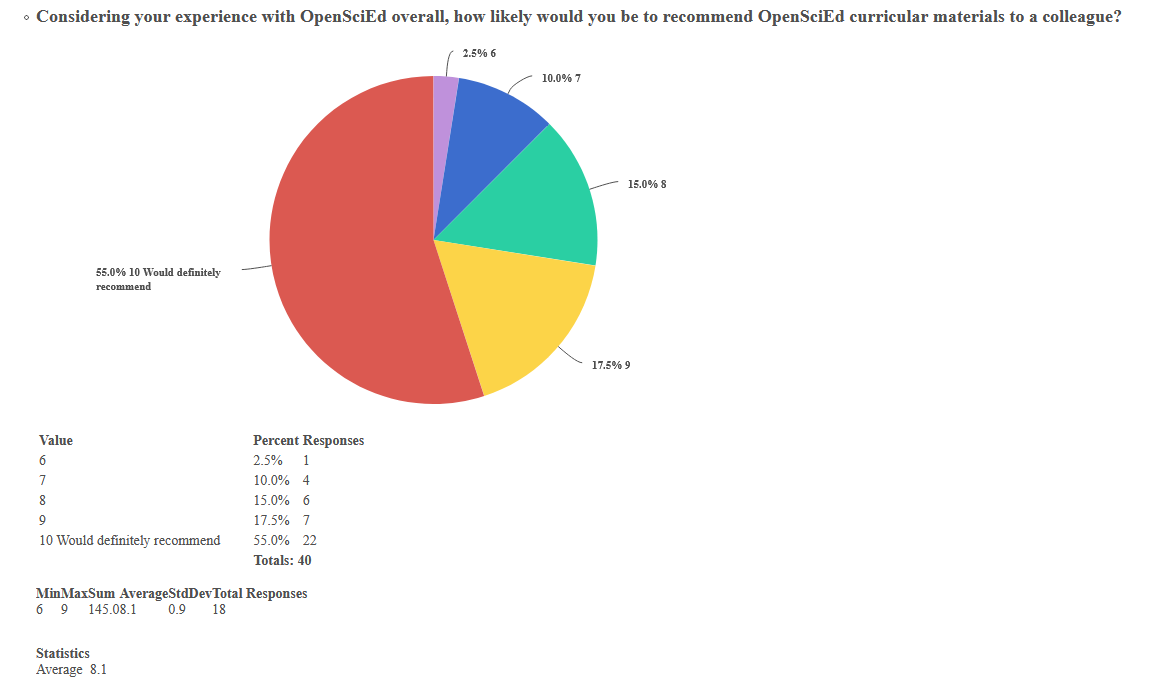 Considering your experience with OpenSciEd overall, how likely would you be to recommend OpenSciEd curricular materials to a colleague?
2.5% 6
10.0% 7
15.0% 8
55.0% 10 Would definitely
recommend
17.5% 9
Value Percent Responses
6 2.5% 1
7 10.0% 4
8 15.0% 6
9 17.5% 7
10 Would definitely recommend 55.0% 22
Totals: 40
MinMaxSum AverageStdDevTotal Responses
6 9 145.08.1 0.9 18
Statistics
Average 8.1